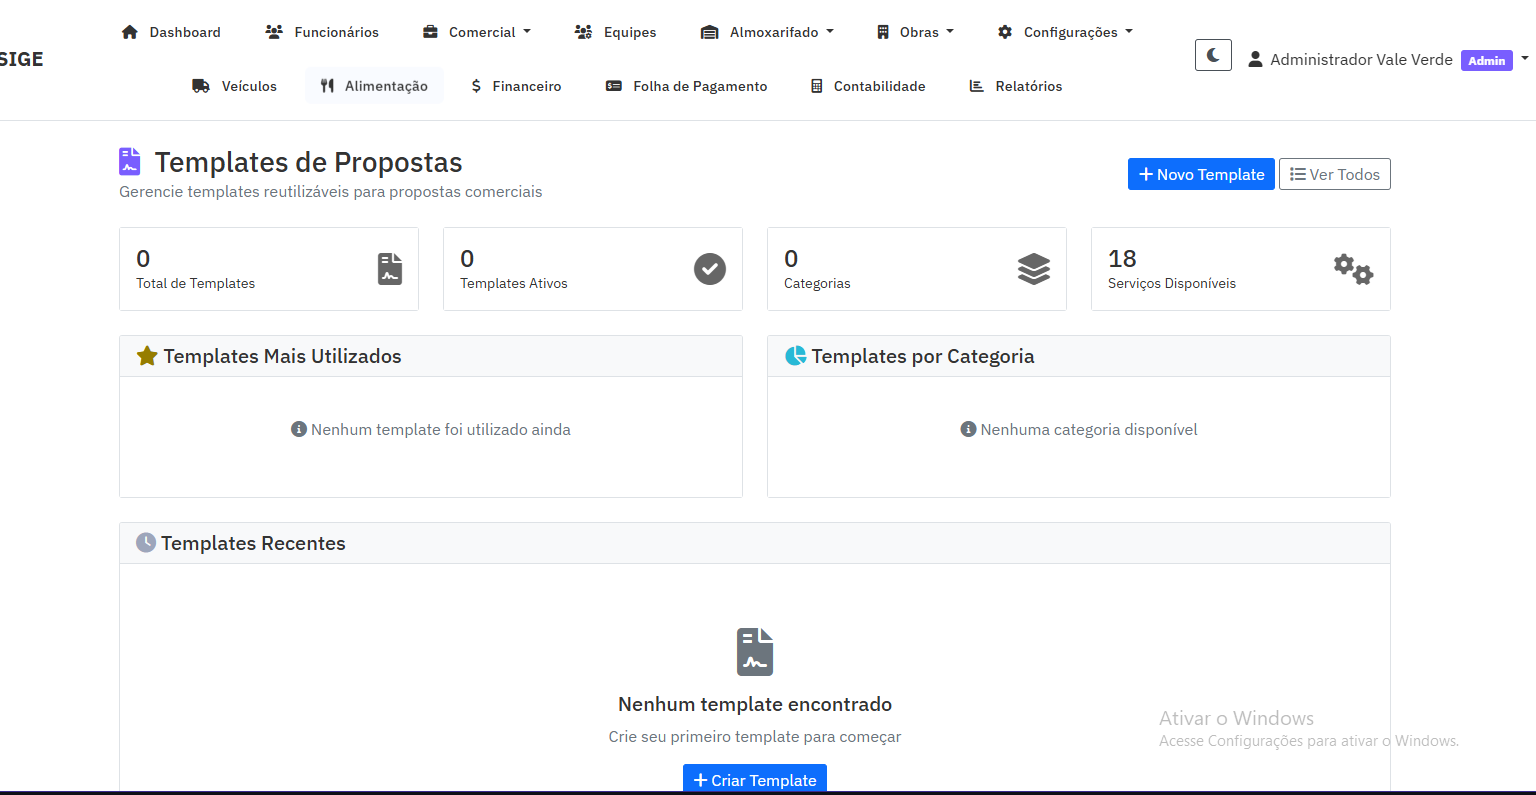 Dashboard Funcionários Comercial Equipes Almoxarifado Obras Configurações
SIGE
Administrador Vale Verde Admin
Veículos Alimentação Financeiro Folha de Pagamento Contabilidade Relatórios
Templates de Propostas
Gerencie templates reutilizáveis para propostas comerciais
Novo Template Ver Todos
0
Total de Templates
0
Templates Ativos
0
Categorias
18
Serviços Disponíveis
Templates Mais Utilizados
Nenhum template foi utilizado ainda
Templates por Categoria
Nenhuma categoria disponível
Templates Recentes
Nenhum template encontrado
Crie seu primeiro template para começar
Criar Template
Ativar o Windows
Acesse Configurações para ativar o Windows.